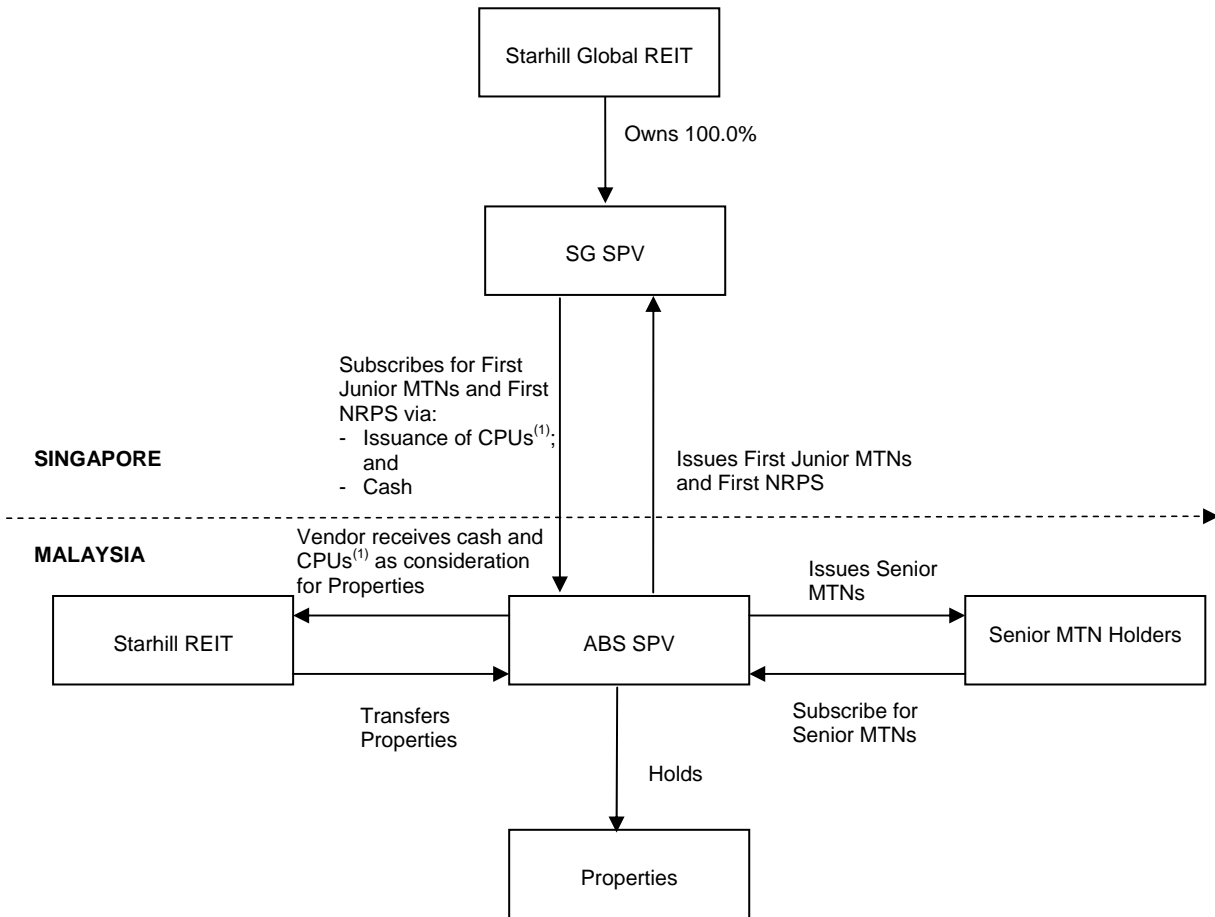 Starhill Global REIT
Owns 100.0%
SG SPV
Subscribes for First
Junior MTNs and First
NRPS via:
- Issuance of CPUs(1);
and
- Cash
Issues First Junior MTNs
and First NRPS
SINGAPORE
MALAYSIA
Vendor receives cash and
CPUs(1) as consideration
for Properties
Issues Senior
MTNs
Starhill REIT
ABS SPV
Senior MTN Holders
Transfers
Properties
Subscribe for
Senior MTNs
Holds
Properties